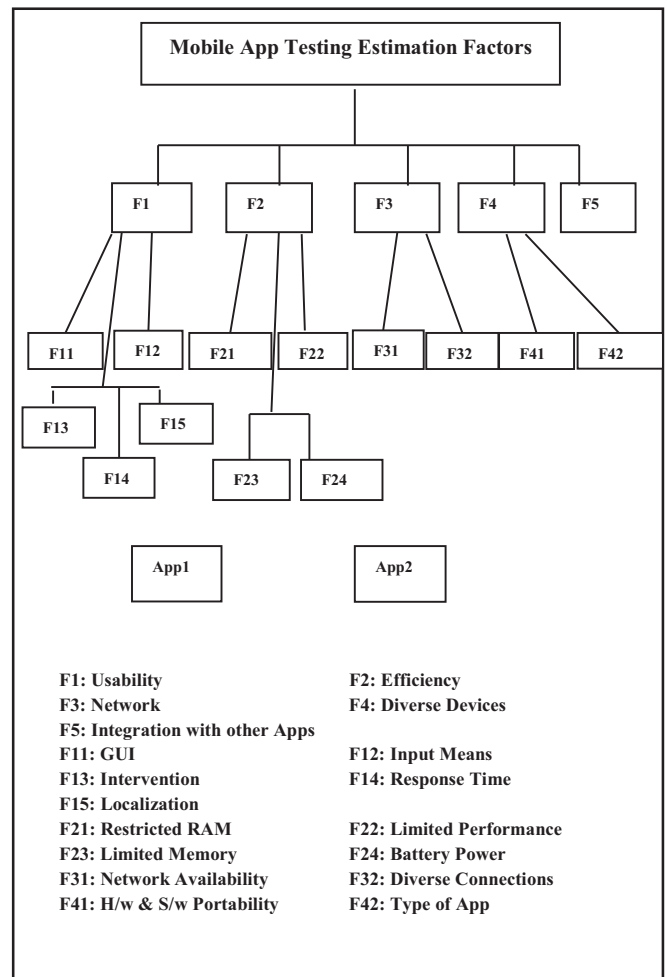 Mobile App Testing Estimation Factors
F1 F2 F3 F4 F5
F11 F12 F21 F22 F31 F32 F41 F42
F13 F15
F14 F23 F24
App1 App2
F1: Usability F2: Efficiency
F3: Network F4: Diverse Devices
F5: Integration with other Apps
F11: GUI F12: Input Means
F13: Intervention F14: Response Time
F15: Localization
F21: Restricted RAM F22: Limited Performance
F23: Limited Memory F24: Battery Power
F31: Network Availability F32: Diverse Connections
F41: H/w & S/w Portability F42: Type of App